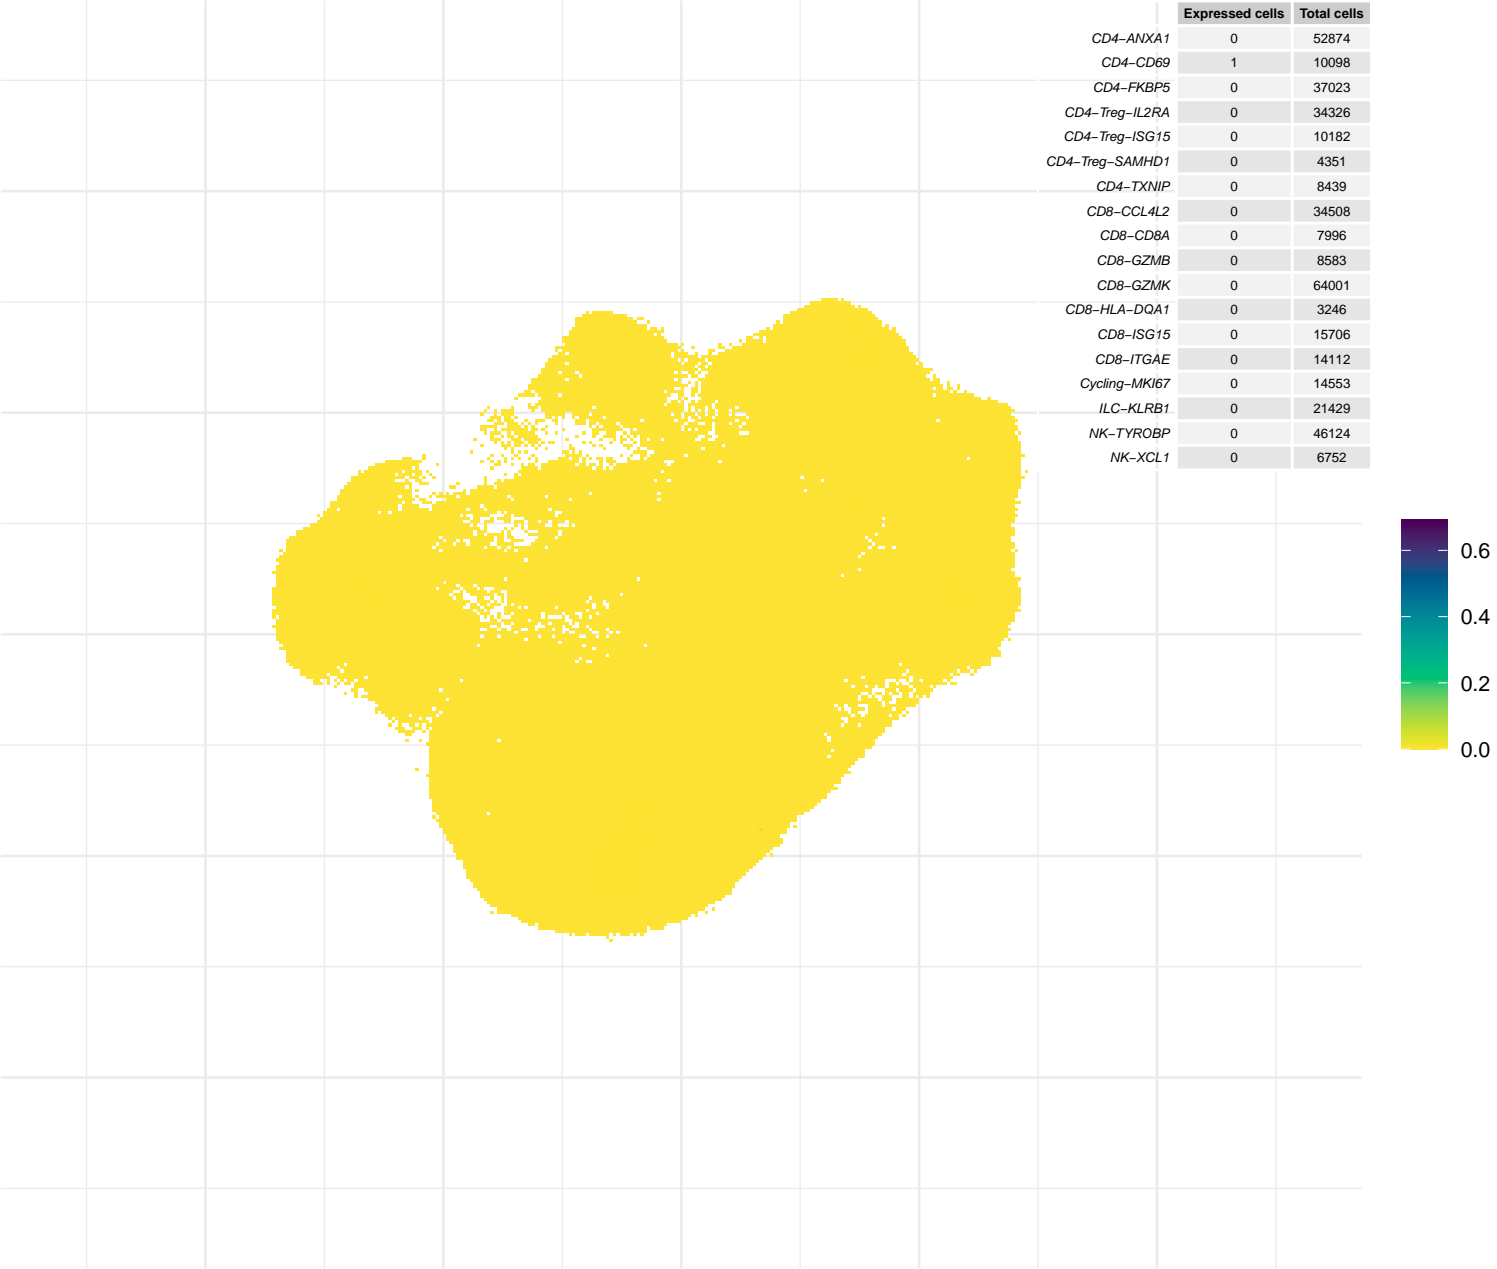 Expressed cells Total cells
CD4−ANXA1 0 52874
CD4−CD69 1 10098
CD4−FKBP5 0 37023
CD4−Treg−IL2RA 0 34326
CD4−Treg−ISG15 0 10182
CD4−Treg−SAMHD1 0 4351
CD4−TXNIP 0 8439
CD8−CCL4L2 0 34508
CD8−CD8A 0 7996
CD8−GZMB 0 8583
CD8−GZMK 0 64001
CD8−HLA−DQA1 0 3246
CD8−ISG15 0 15706
CD8−ITGAE 0 14112
Cycling−MKI67 0 14553
ILC−KLRB1 0 21429
NK−TYROBP 0 46124
NK−XCL1 0 6752
0.6
0.4
0.2
0.0